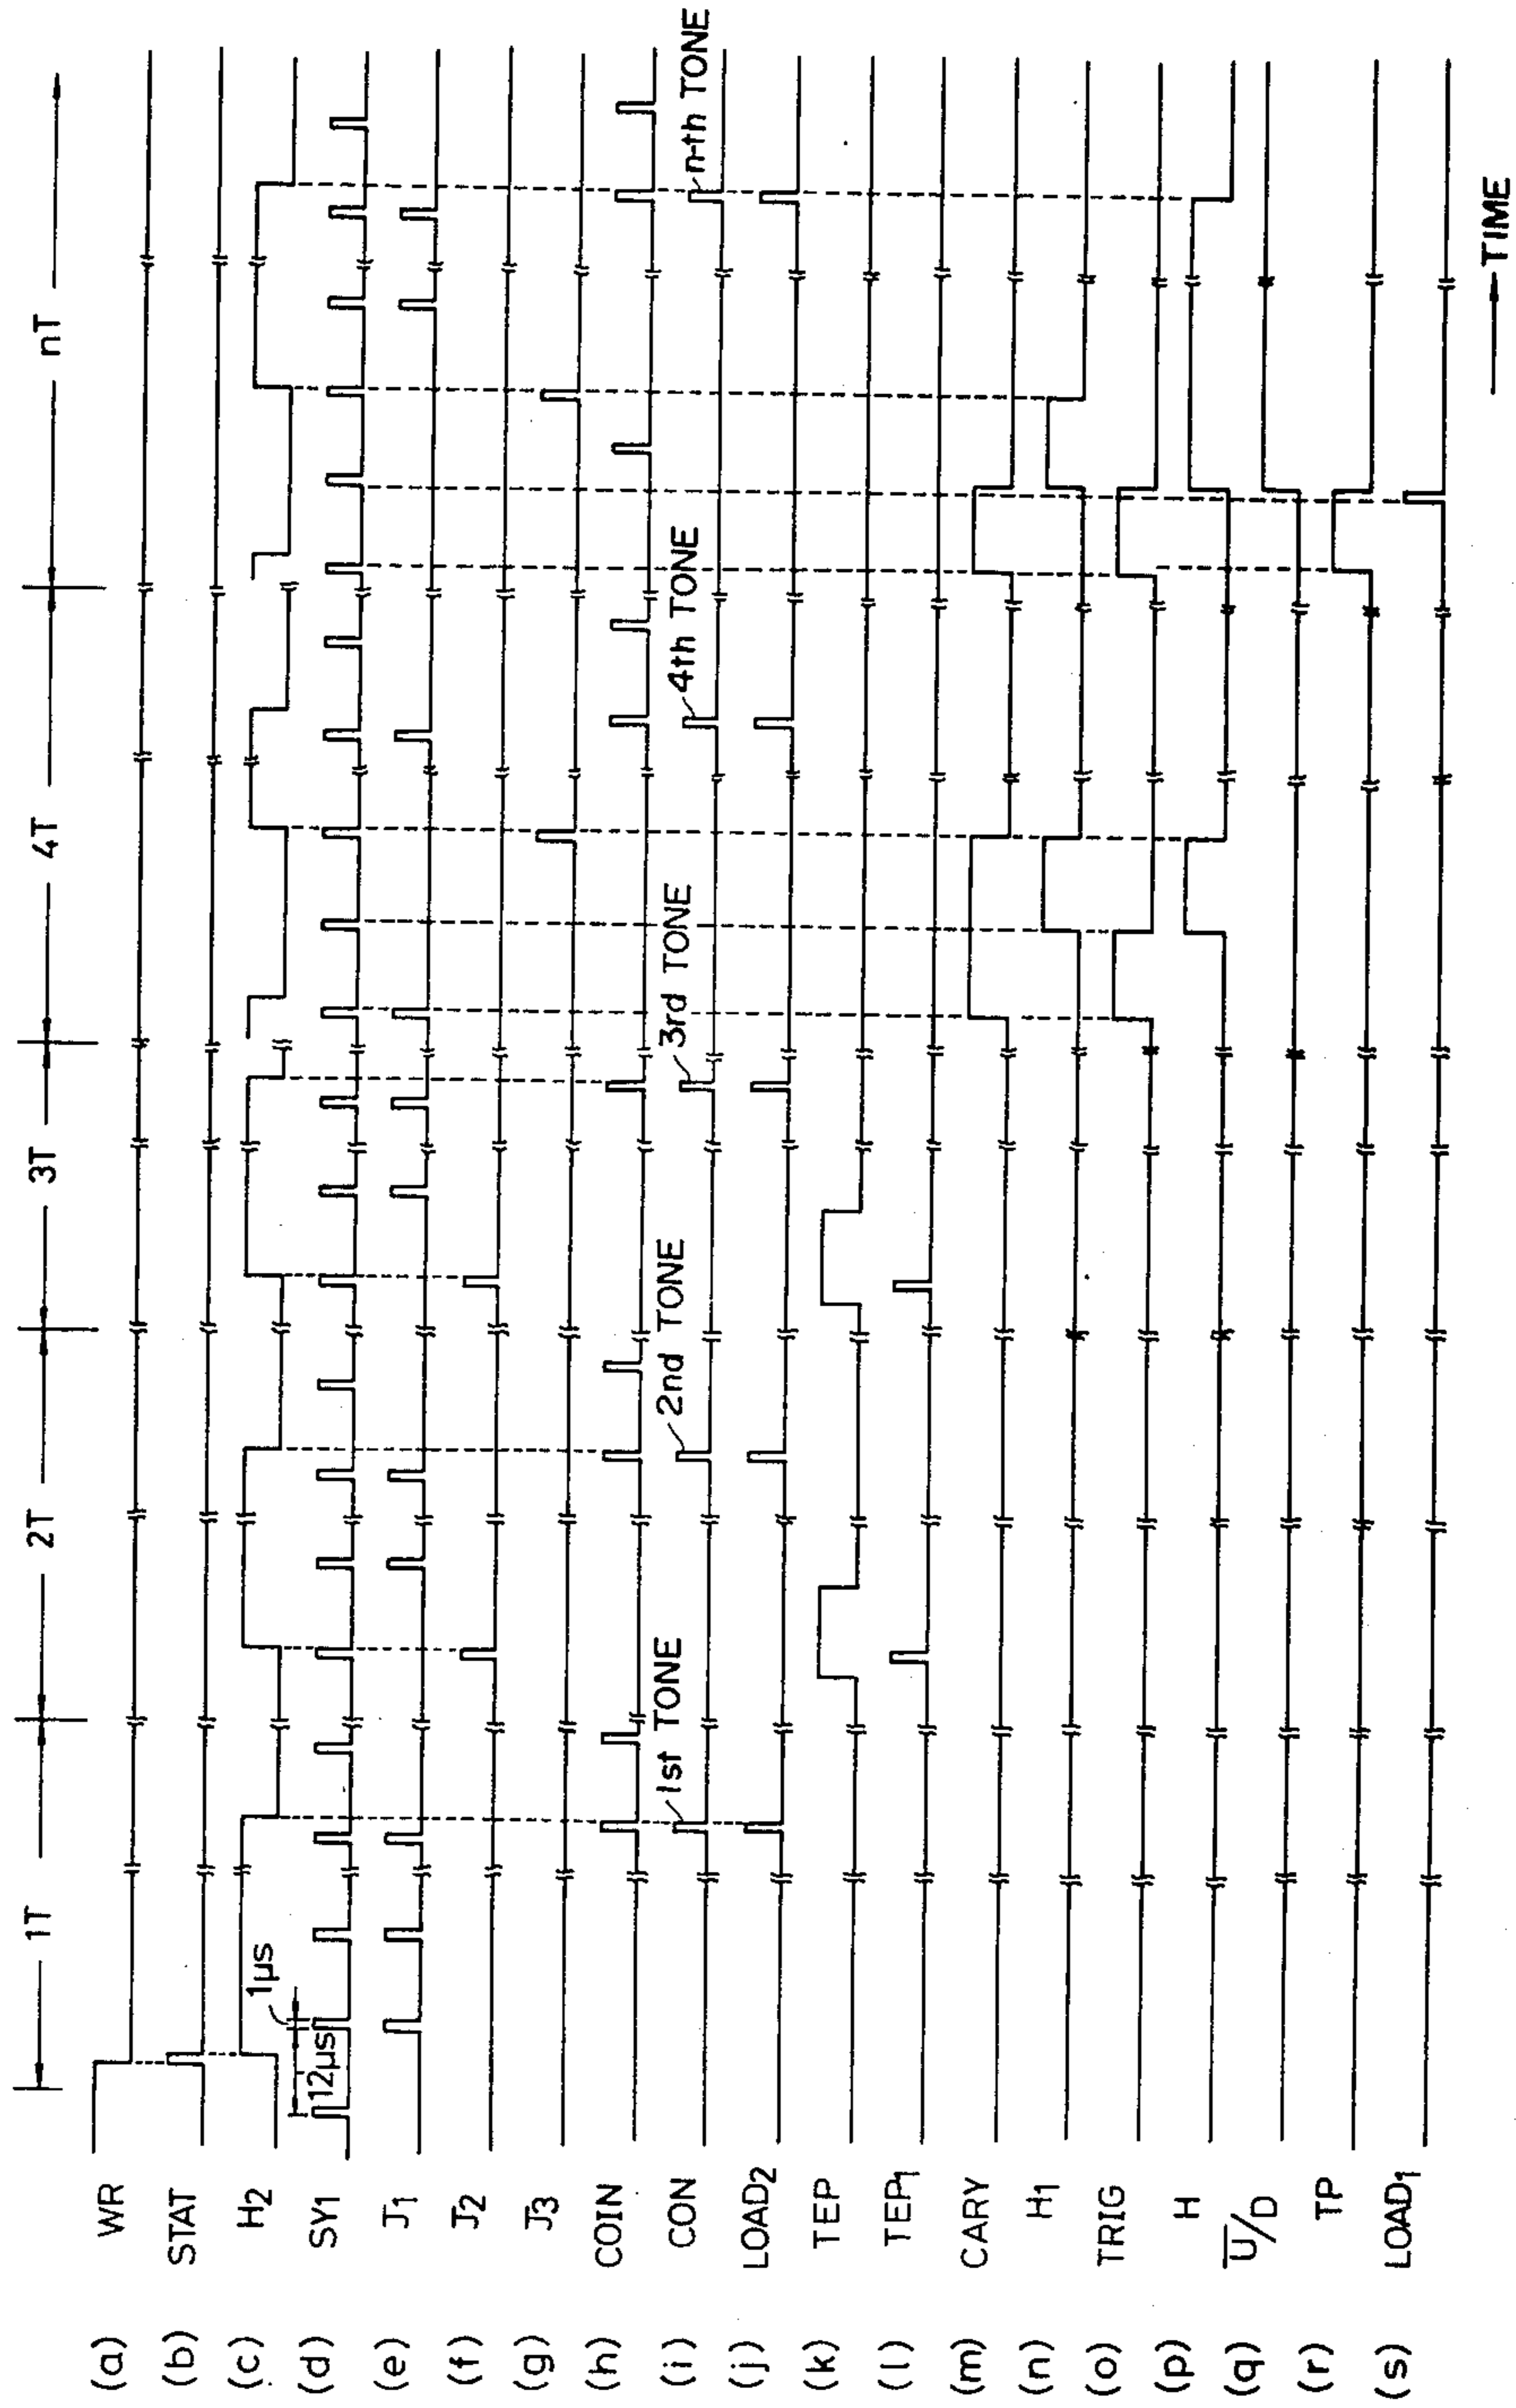 1T 2T 3T 4T nT
(a) WR
(b) STAT
(c) H2
12μs 1μs
(d) SY1
(e) J1
(f) J2
(g) J3
(h) COIN
1st TONE 2nd TONE 3rd TONE 4th TONE n-th TONE
(i) CON
(j) LOAD2
(k) TEP
(l) TEP1
(m) CARY
(n) H1
(o) TRIG
(p) H
(q) U̅/D
(r) TP
(s) LOAD1
TIME